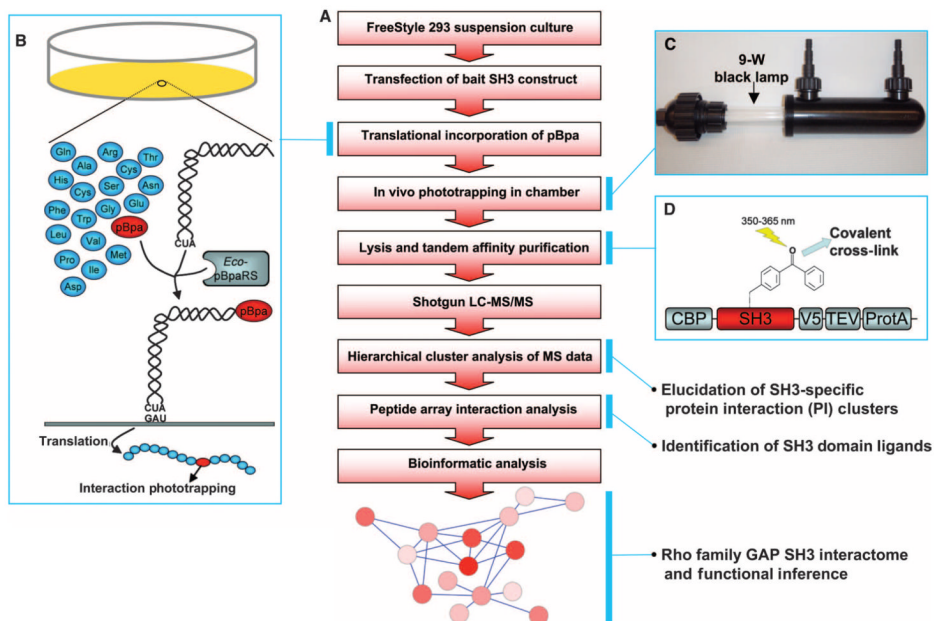 A
FreeStyle 293 suspension culture
Transfection of bait SH3 construct
Translational incorporation of pBpa
In vivo phototrapping in chamber
Lysis and tandem affinity purification
Shotgun LC-MS/MS
Hierarchical cluster analysis of MS data
Peptide array interaction analysis
Bioinformatic analysis
B
Gln
Ala
Arg
Thr
Cys
His
Cys
Ser
Asn
Phe
Trp
Gly
Glu
pBpa
Leu
Val
Met
Pro
Ile
Asp
CUA
Eco-
pBpaRS
pBpa
CUA
GAU
Translation
Interaction phototrapping
C
9-W
black lamp
D
350-365 nm
O
Covalent
cross-link
CBP
SH3
V5
TEV
ProtA
• Elucidation of SH3-specific
protein interaction (PI) clusters
• Identification of SH3 domain ligands
• Rho family GAP SH3 interactome
and functional inference